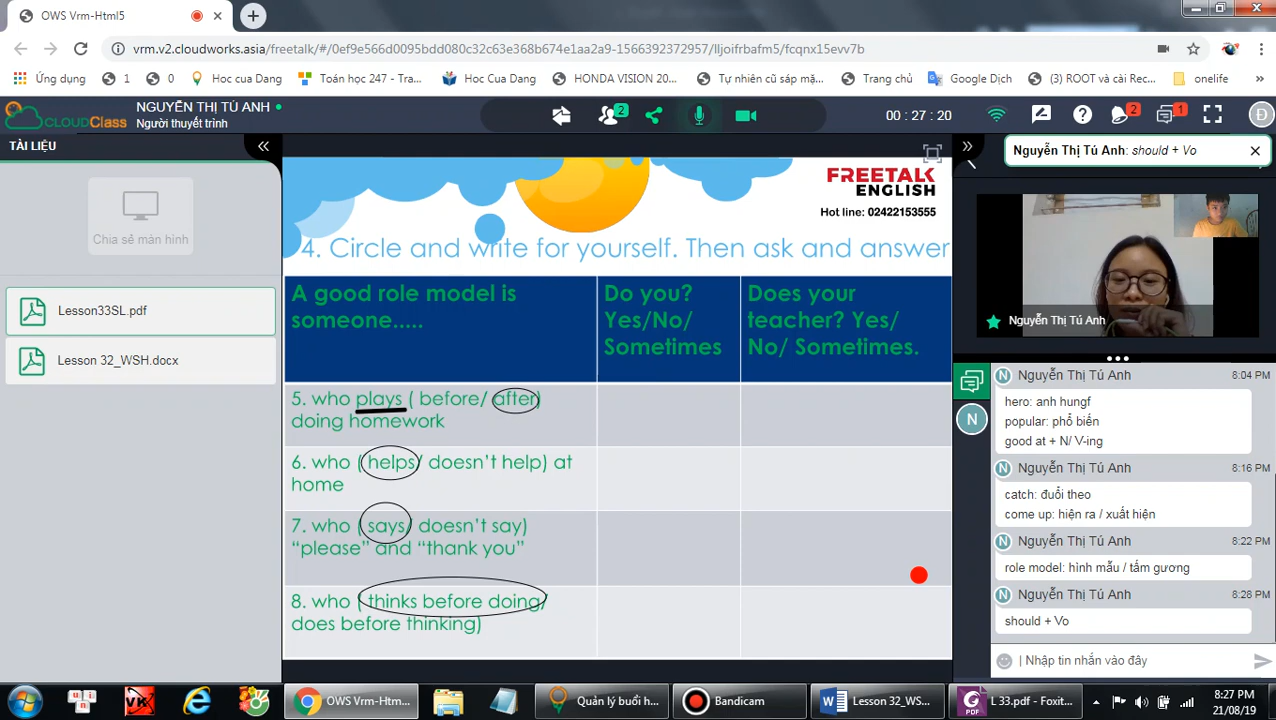 OWS Vrm-Html5
vrm.v2.cloudworks.asia/freetalk/#/0ef9e566d0095bdd080c32c63e368b674e1aa2a9-1566392372957/lljoifrbafm5/fcqnx15evv7b
Ứng dụng 1 0 Hoc cua Dang Toán học 247 - Tra... Học Cua Dang HONDA VISION 20... Tự nhiên cũ sáp mặ... Trang chủ Google Dịch (3) ROOT và cài Rec... onelife »
CLOUDClass
NGUYỄN THỊ TÚ ANH
Người thuyết trình
2
00 : 27 : 20
2
1
Đ
TÀI LIỆU
Chia sẻ màn hình
Lesson33SL.pdf
Lesson 32_WSH.docx
FREETALK
ENGLISH
Hot line: 02422153555
4. Circle and write for yourself. Then ask and answer
A good role model is
someone.....
Do you?
Yes/No/
Sometimes
Does your
teacher? Yes/
No/ Sometimes.
5. who plays ( before/ after)
doing homework
6. who ( helps/ doesn't help) at
home
7. who ( says/ doesn't say)
"please" and "thank you"
8. who ( thinks before doing/
does before thinking)
Nguyễn Thị Tú Anh: should + Vo
Nguyễn Thị Tú Anh
N Nguyễn Thị Tú Anh 8:04 PM
N
hero: anh hungf
popular: phổ biến
good at + N/ V-ing
N Nguyễn Thị Tú Anh 8:16 PM
catch: đuổi theo
come up: hiện ra / xuất hiện
N Nguyễn Thị Tú Anh 8:22 PM
role model: hình mẫu / tấm gương
N Nguyễn Thị Tú Anh 8:28 PM
should + Vo
Nhập tin nhắn vào đây
OWS Vrm-Htm...
Quản lý buổi h...
Bandicam
Lesson 32_WS...
L 33.pdf - Foxit...
8:27 PM
21/08/19